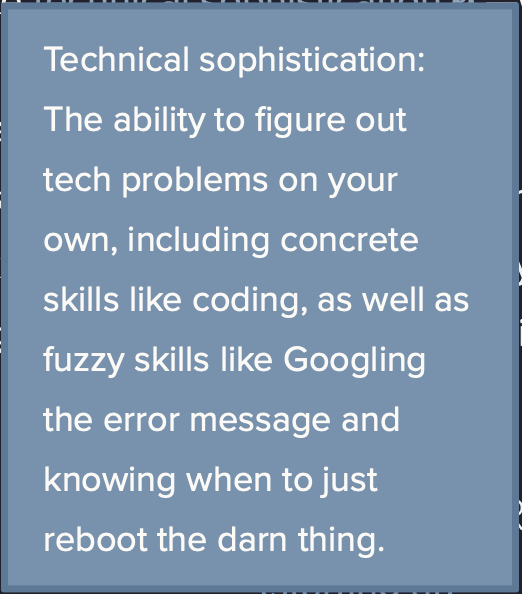 Technical sophistication:
The ability to figure out
tech problems on your
own, including concrete
skills like coding, as well as
fuzzy skills like Googling
the error message and
knowing when to just
reboot the darn thing.